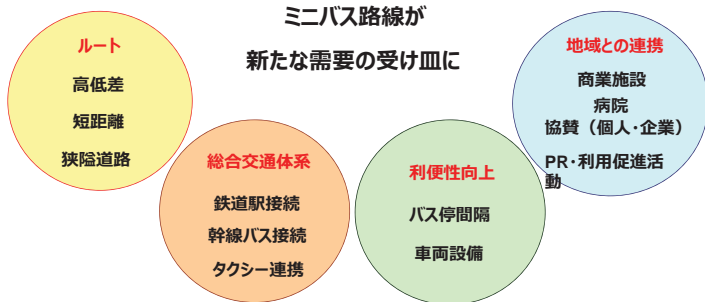 ミニバス路線が
新たな需要の受け皿に
ルート
高低差
短距離
狭隘道路
総合交通体系
鉄道駅接続
幹線バス接続
タクシー連携
利便性向上
バス停間隔
車両設備
地域との連携
商業施設
病院
協賛（個人・企業）
PR・利用促進活
動